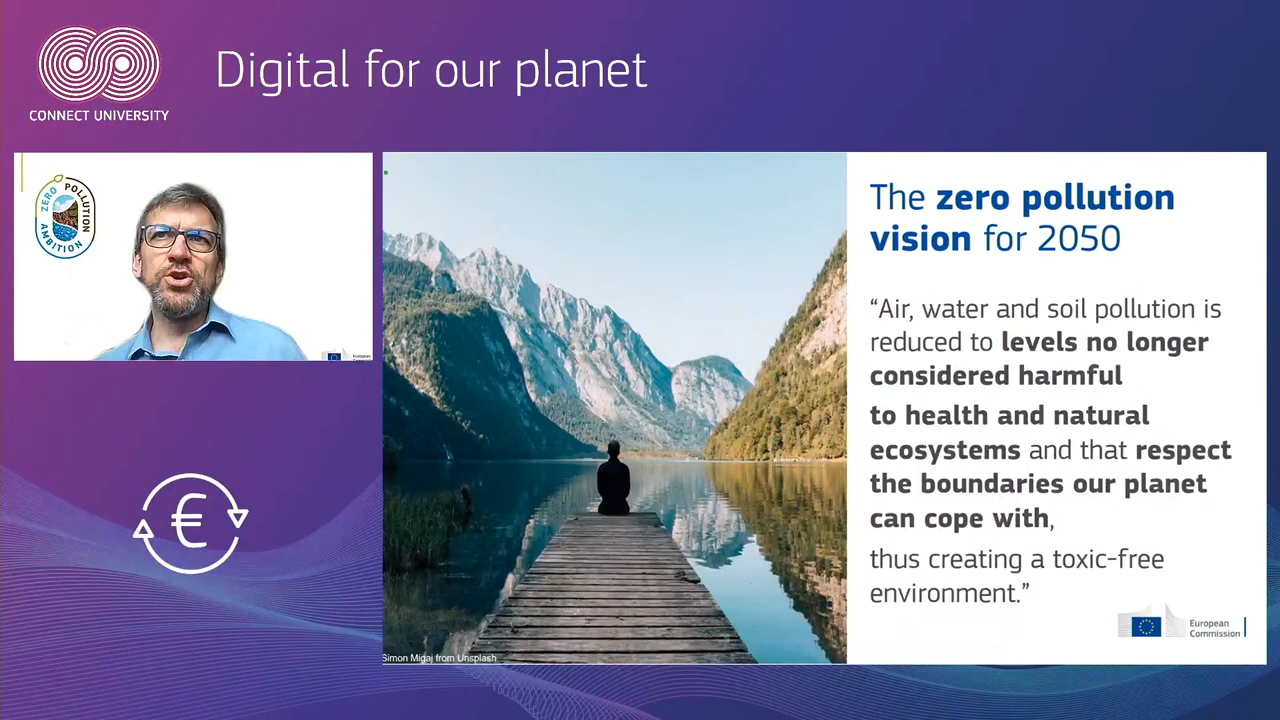 Digital for our planet
CONNECT UNIVERSITY
ZERO POLLUTION AMBITION
European
Commission
The zero pollution
vision for 2050
“Air, water and soil pollution is
reduced to levels no longer
considered harmful
to health and natural
ecosystems and that respect
the boundaries our planet
can cope with,
thus creating a toxic-free
environment.”
European
Commission
€
Simon Migaj from Unsplash